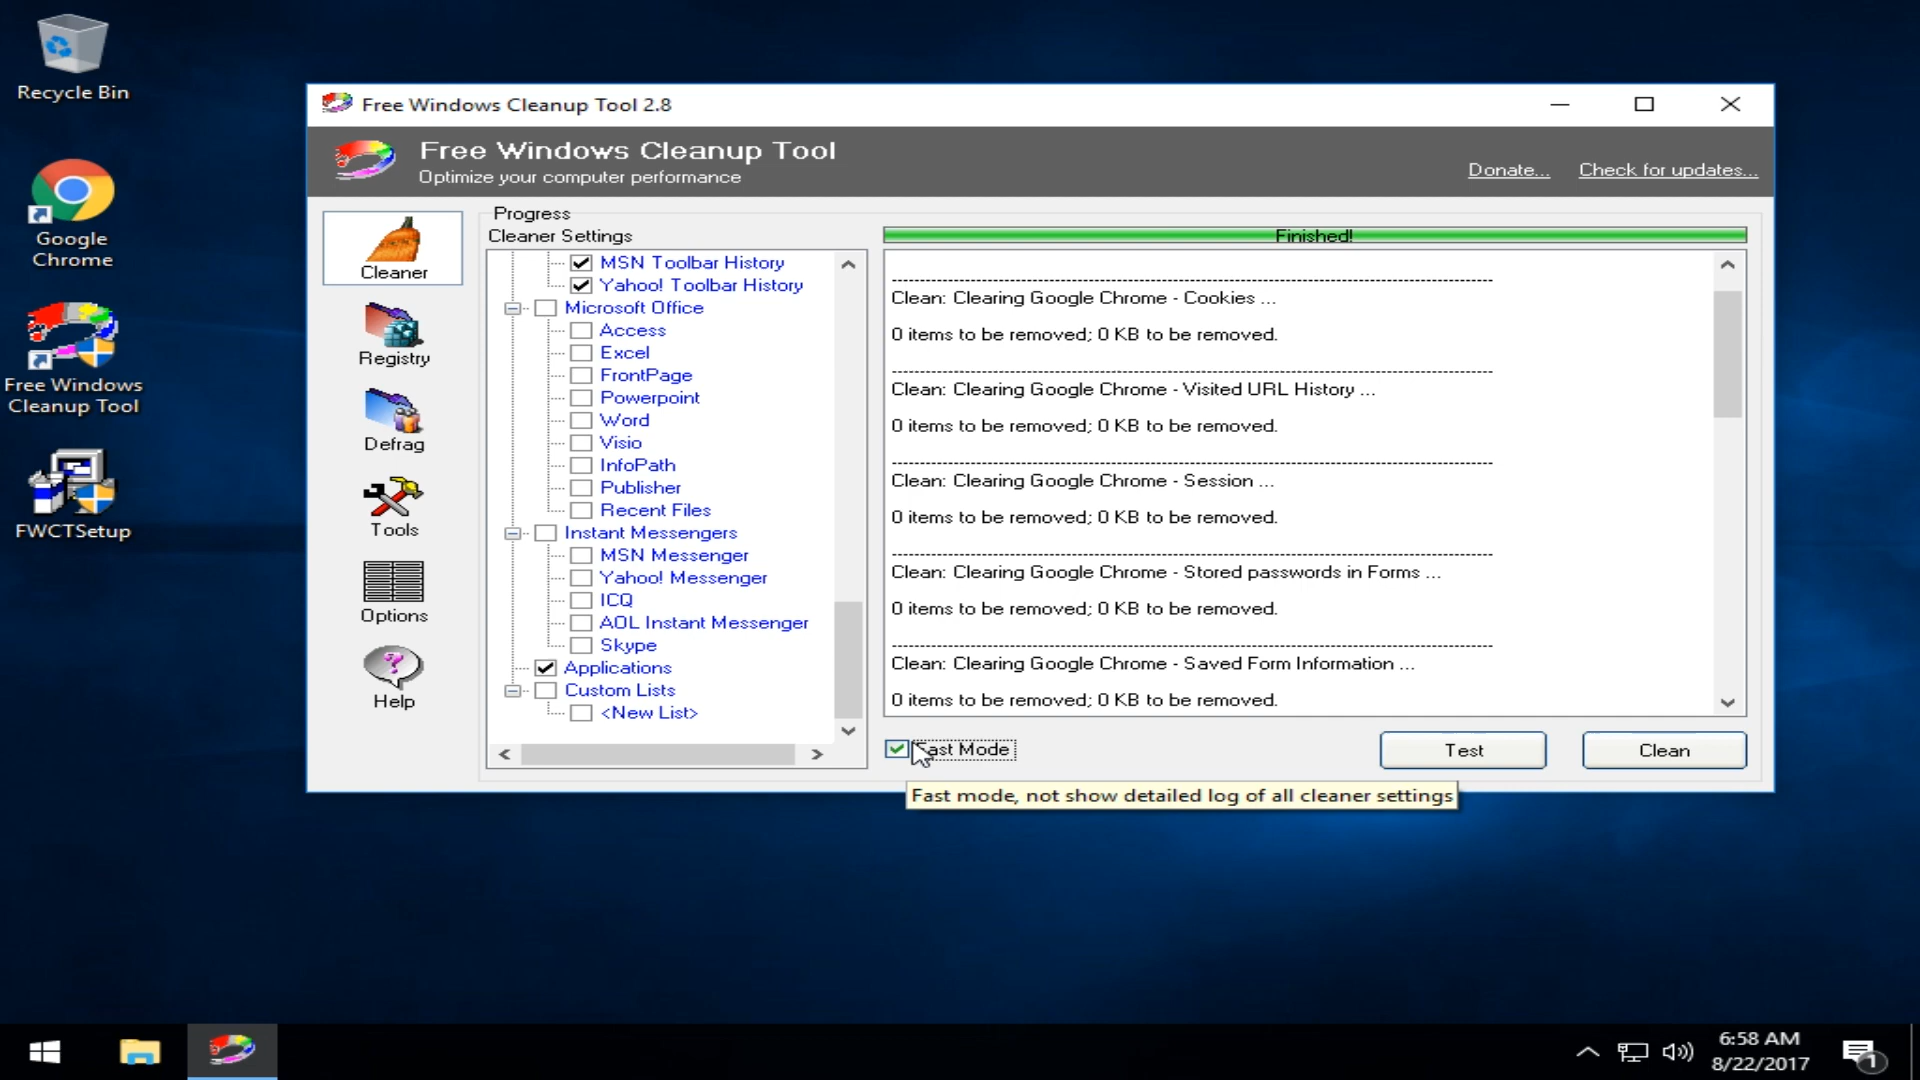 Recycle Bin
Google
Chrome
Free Windows
Cleanup Tool
FWCTSetup
Free Windows Cleanup Tool 2.8
Free Windows Cleanup Tool
Optimize your computer performance
Donate...
Check for updates...
Cleaner
Registry
Defrag
Tools
Options
Help
Progress
Cleaner Settings
MSN Toolbar History
Yahoo! Toolbar History
Microsoft Office
Access
Excel
FrontPage
Powerpoint
Word
Visio
InfoPath
Publisher
Recent Files
Instant Messengers
MSN Messenger
Yahoo! Messenger
ICQ
AOL Instant Messenger
Skype
Applications
Custom Lists
<New List>
Finished!
Clean: Clearing Google Chrome - Cookies ...
0 items to be removed; 0 KB to be removed.
Clean: Clearing Google Chrome - Visited URL History ...
0 items to be removed; 0 KB to be removed.
Clean: Clearing Google Chrome - Session ...
0 items to be removed; 0 KB to be removed.
Clean: Clearing Google Chrome - Stored passwords in Forms ...
0 items to be removed; 0 KB to be removed.
Clean: Clearing Google Chrome - Saved Form Information ...
0 items to be removed; 0 KB to be removed.
Fast Mode
Test
Clean
Fast mode, not show detailed log of all cleaner settings
6:58 AM
8/22/2017
1